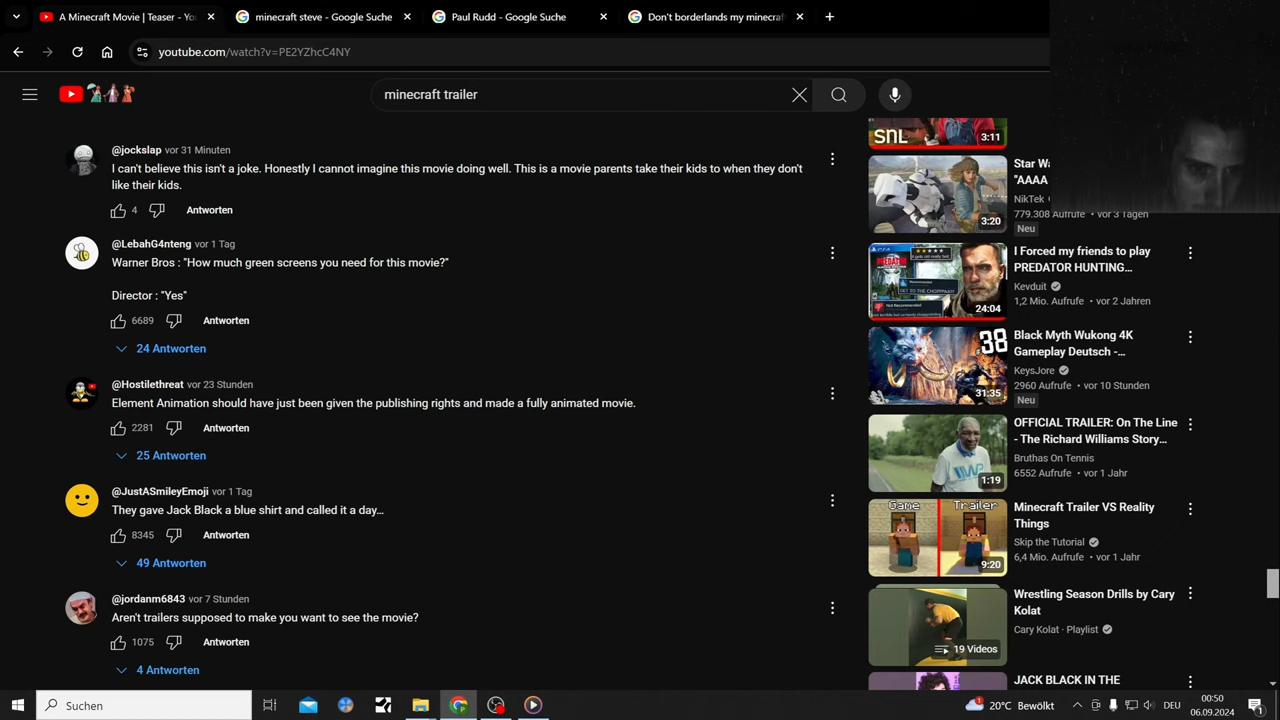 A Minecraft Movie | Teaser - You
minecraft steve - Google Suche
Paul Rudd - Google Suche
Don't borderlands my minecraf
youtube.com/watch?v=PE2YZhcC4NY
minecraft trailer
@jockslap vor 31 Minuten
I can't believe this isn't a joke. Honestly I cannot imagine this movie doing well. This is a movie parents take their kids to when they don't
like their kids.
4 Antworten
@LebahG4nteng vor 1 Tag
Warner Bros : "How much green screens you need for this movie?"
Director : "Yes"
6689 Antworten
24 Antworten
@Hostilethreat vor 23 Stunden
Element Animation should have just been given the publishing rights and made a fully animated movie.
2281 Antworten
25 Antworten
@JustASmileyEmoji vor 1 Tag
They gave Jack Black a blue shirt and called it a day…
8345 Antworten
49 Antworten
@jordanm6843 vor 7 Stunden
Aren't trailers supposed to make you want to see the movie?
1075 Antworten
4 Antworten
SNL
3:11
Star Wa
"AAAA
NikTek
779.308 Aufrufe • vor 3 Tagen
Neu
3:20
I Forced my friends to play
PREDATOR HUNTING…
Kevduit
1,2 Mio. Aufrufe • vor 2 Jahren
PREDATOR
Recommended
GET TO THE CHOPPAA!!!
Not Recommended
24:04
Black Myth Wukong 4K
Gameplay Deutsch -…
KeysJore
2960 Aufrufe • vor 10 Stunden
Neu
38
31:35
OFFICIAL TRAILER: On The Line
- The Richard Williams Story…
Bruthas On Tennis
6552 Aufrufe • vor 1 Jahr
1:19
Minecraft Trailer VS Reality
Things
Skip the Tutorial
6,4 Mio. Aufrufe • vor 1 Jahr
Game Trailer
9:20
Wrestling Season Drills by Cary
Kolat
Cary Kolat · Playlist
19 Videos
JACK BLACK IN THE
Suchen
20°C Bewölkt
DEU
00:50
06.09.2024